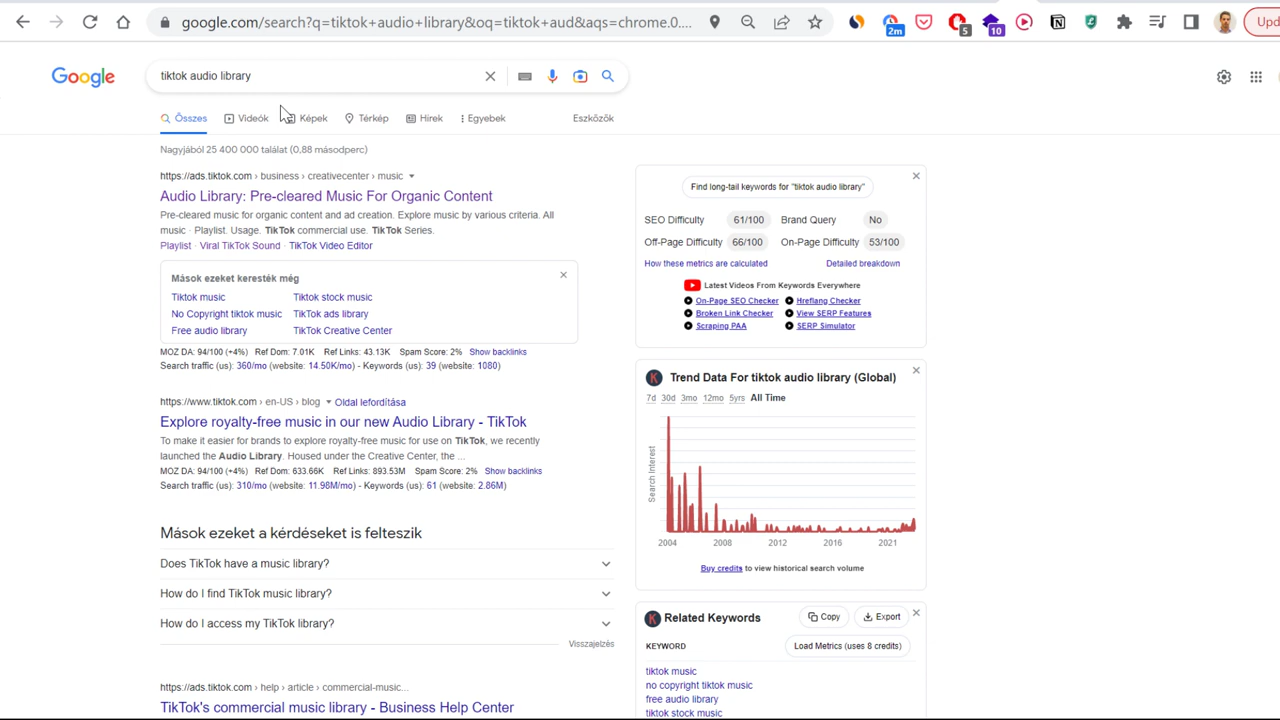 google.com/search?q=tiktok+audio+library&oq=tiktok+aud&aqs=chrome.0....
2m
5
10
Upd
Google
tiktok audio library
Összes
Videók
Képek
Térkép
Hírek
Egyebek
Eszközök
Nagyjából 25 400 000 találat (0,88 másodperc)
https://ads.tiktok.com › business › creativecenter › music
Audio Library: Pre-cleared Music For Organic Content
Pre-cleared music for organic content and ad creation. Explore music by various criteria. All
music · Playlist. Usage. TikTok commercial use. TikTok Series.
Playlist · Viral TikTok Sound · TikTok Video Editor
Mások ezeket keresték még
Tiktok music
Tiktok stock music
No Copyright tiktok music
TikTok ads library
Free audio library
TikTok Creative Center
MOZ DA: 94/100 (+4%) Ref Dom: 7.01K Ref Links: 43.13K Spam Score: 2% Show backlinks
Search traffic (us): 360/mo (website: 14.50K/mo) - Keywords (us): 39 (website: 1080)
https://www.tiktok.com › en-US › blog
Oldal lefordítása
Explore royalty-free music in our new Audio Library - TikTok
To make it easier for brands to explore royalty-free music for use on TikTok, we recently
launched the Audio Library. Housed under the Creative Center, the ...
MOZ DA: 94/100 (+4%) Ref Dom: 633.66K Ref Links: 893.53M Spam Score: 2% Show backlinks
Search traffic (us): 310/mo (website: 11.98M/mo) - Keywords (us): 61 (website: 2.86M)
Mások ezeket a kérdéseket is felteszik
Does TikTok have a music library?
How do I find TikTok music library?
How do I access my TikTok library?
Visszajelzés
https://ads.tiktok.com › help › article › commercial-music...
TikTok's commercial music library - Business Help Center
Find long-tail keywords for "tiktok audio library"
SEO Difficulty 61/100 Brand Query No
Off-Page Difficulty 66/100 On-Page Difficulty 53/100
How these metrics are calculated
Detailed breakdown
Latest Videos From Keywords Everywhere
On-Page SEO Checker
Hreflang Checker
Broken Link Checker
View SERP Features
Scraping PAA
SERP Simulator
K
Trend Data For tiktok audio library (Global)
7d 30d 3mo 12mo 5yrs All Time
Search Interest
2004 2008 2012 2016 2021
Buy credits to view historical search volume
K
Related Keywords
Copy
Export
KEYWORD
Load Metrics (uses 8 credits)
tiktok music
no copyright tiktok music
free audio library
tiktok stock music